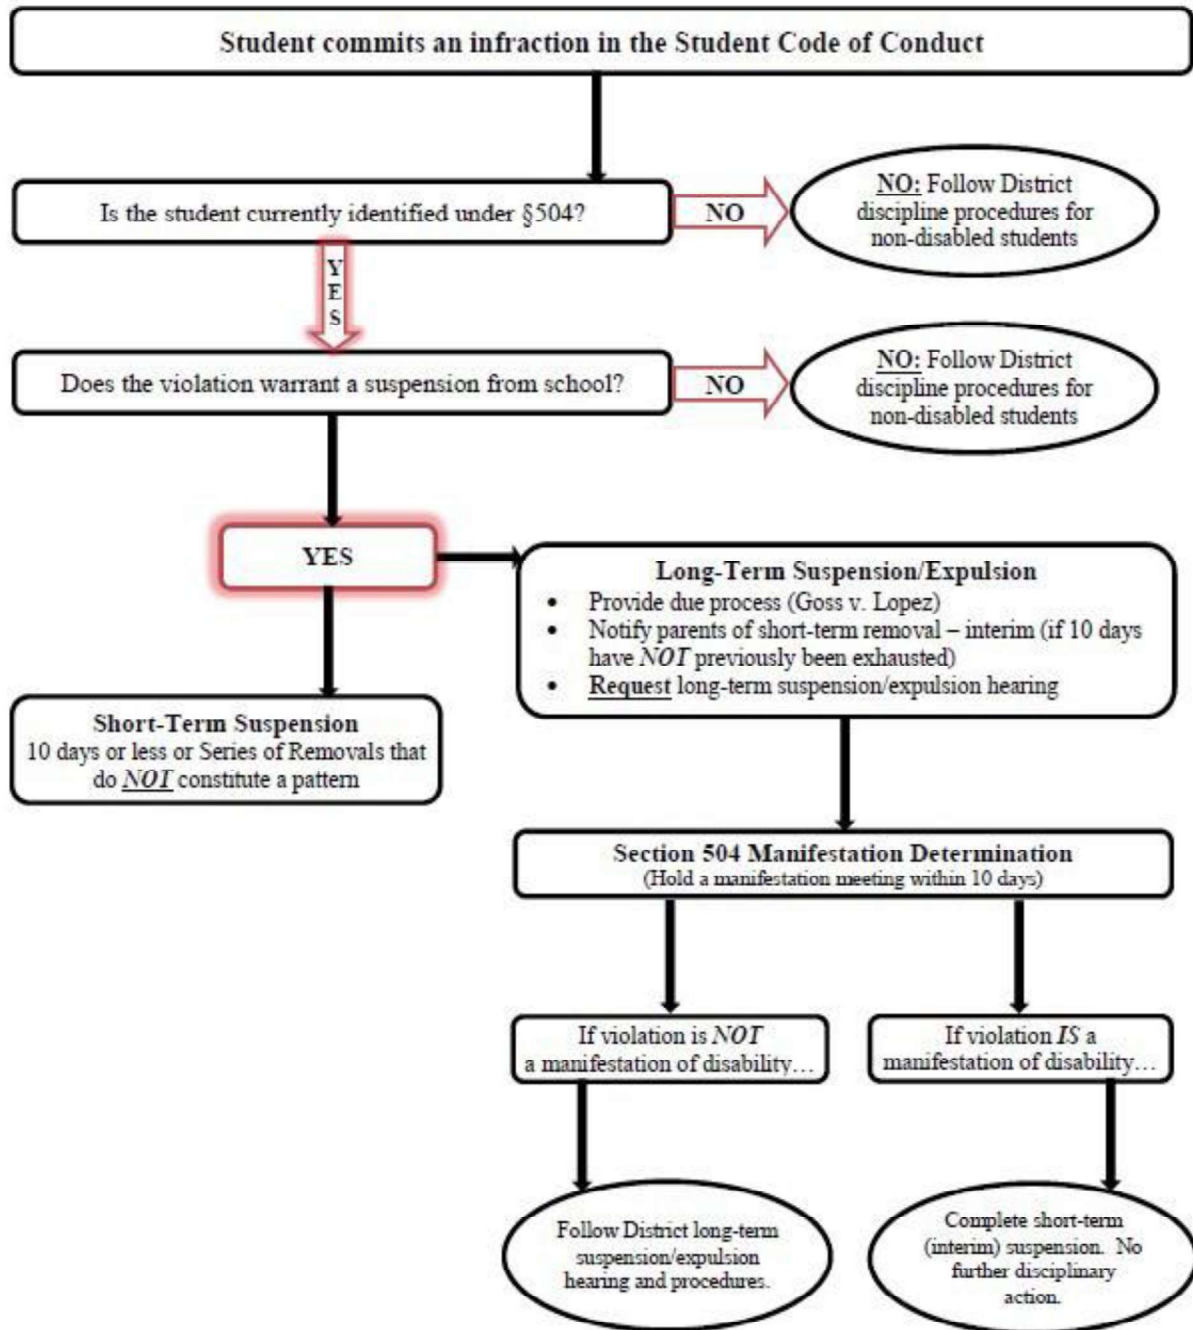 Student commits an infraction in the Student Code of Conduct
Is the student currently identified under §504?
NO
NO: Follow District
discipline procedures for
non-disabled students
Y
E
S
Does the violation warrant a suspension from school?
NO
NO: Follow District
discipline procedures for
non-disabled students
YES
Long-Term Suspension/Expulsion
• Provide due process (Goss v. Lopez)
• Notify parents of short-term removal – interim (if 10 days
have NOT previously been exhausted)
• Request long-term suspension/expulsion hearing
Short-Term Suspension
10 days or less or Series of Removals that
do NOT constitute a pattern
Section 504 Manifestation Determination
(Hold a manifestation meeting within 10 days)
If violation is NOT
a manifestation of disability…
If violation IS a
manifestation of disability…
Follow District long-term
suspension/expulsion
hearing and procedures.
Complete short-term
(interim) suspension. No
further disciplinary
action.